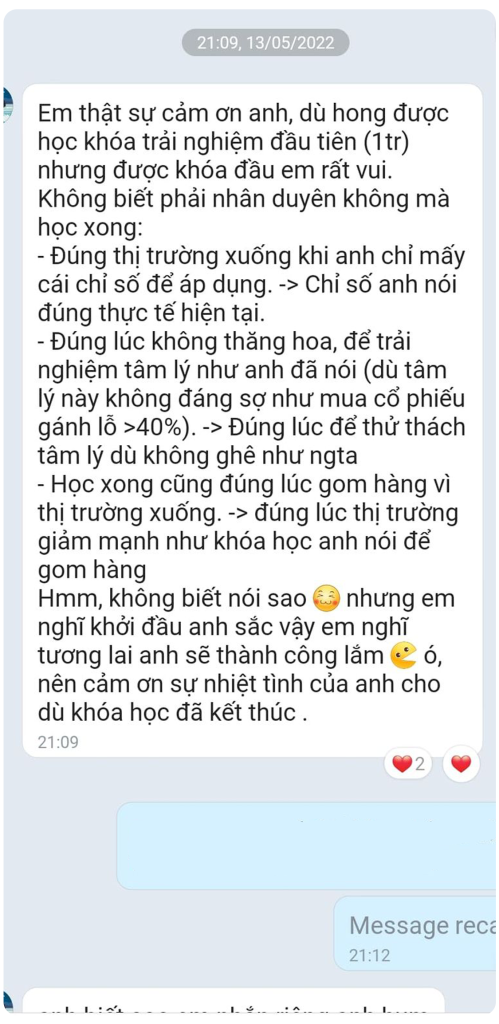 21:09, 13/05/2022
Em thật sự cảm ơn anh, dù hong được
học khóa trải nghiệm đầu tiên (1tr)
nhưng được khóa đầu em rất vui.
Không biết phải nhân duyên không mà
học xong:
- Đúng thị trường xuống khi anh chỉ mấy
cái chỉ số để áp dụng. -> Chỉ số anh nói
đúng thực tế hiện tại.
- Đúng lúc không thăng hoa, để trải
nghiệm tâm lý như anh đã nói (dù tâm
lý này không đáng sợ như mua cổ phiếu
gánh lỗ >40%). -> Đúng lúc để thử thách
tâm lý dù không ghê như ngta
- Học xong cũng đúng lúc gom hàng vì
thị trường xuống. -> đúng lúc thị trường
giảm mạnh như khóa học anh nói để
gom hàng
Hmm, không biết nói sao 😊 nhưng em
nghĩ khởi đầu anh sắc vậy em nghĩ
tương lai anh sẽ thành công lắm ó,
nên cảm ơn sự nhiệt tình của anh cho
dù khóa học đã kết thúc .
21:09
2
Message reca
21:12